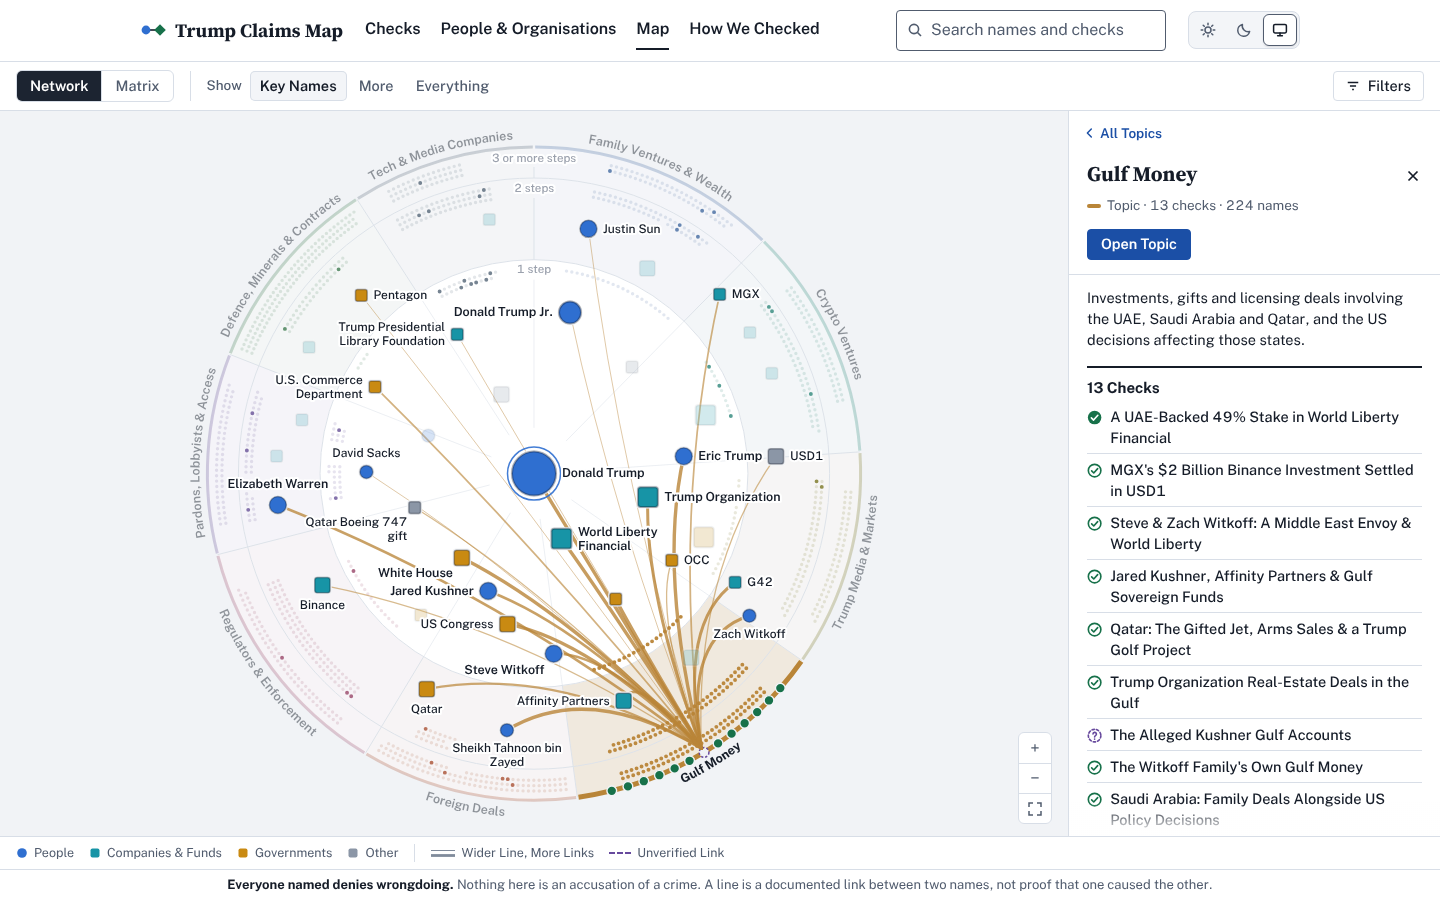 Trump Claims Map
Checks
People & Organisations
Map
How We Checked
Search names and checks
Network
Matrix
Show
Key Names
More
Everything
Filters
Tech & Media Companies
Family Ventures & Wealth
3 or more steps
2 steps
1 step
Defence, Minerals & Contracts
Crypto Ventures
Pardons, Lobbyists & Access
Trump Media & Markets
Regulators & Enforcement
Foreign Deals
Gulf Money
Justin Sun
Pentagon
MGX
Donald Trump Jr.
Trump Presidential
Library Foundation
U.S. Commerce
Department
David Sacks
Eric Trump
USD1
Donald Trump
Elizabeth Warren
Trump Organization
Qatar Boeing 747
gift
World Liberty
Financial
OCC
White House
Jared Kushner
G42
Binance
US Congress
Zach Witkoff
Steve Witkoff
Affinity Partners
Qatar
Sheikh Tahnoon bin
Zayed
All Topics
Gulf Money
Topic · 13 checks · 224 names
Open Topic
Investments, gifts and licensing deals involving
the UAE, Saudi Arabia and Qatar, and the US
decisions affecting those states.
13 Checks
A UAE-Backed 49% Stake in World Liberty
Financial
MGX's $2 Billion Binance Investment Settled
in USD1
Steve & Zach Witkoff: A Middle East Envoy &
World Liberty
Jared Kushner, Affinity Partners & Gulf
Sovereign Funds
Qatar: The Gifted Jet, Arms Sales & a Trump
Golf Project
Trump Organization Real-Estate Deals in the
Gulf
The Alleged Kushner Gulf Accounts
The Witkoff Family's Own Gulf Money
Saudi Arabia: Family Deals Alongside US
Policy Decisions
People
Companies & Funds
Governments
Other
Wider Line, More Links
Unverified Link
Everyone named denies wrongdoing. Nothing here is an accusation of a crime. A line is a documented link between two names, not proof that one caused the other.